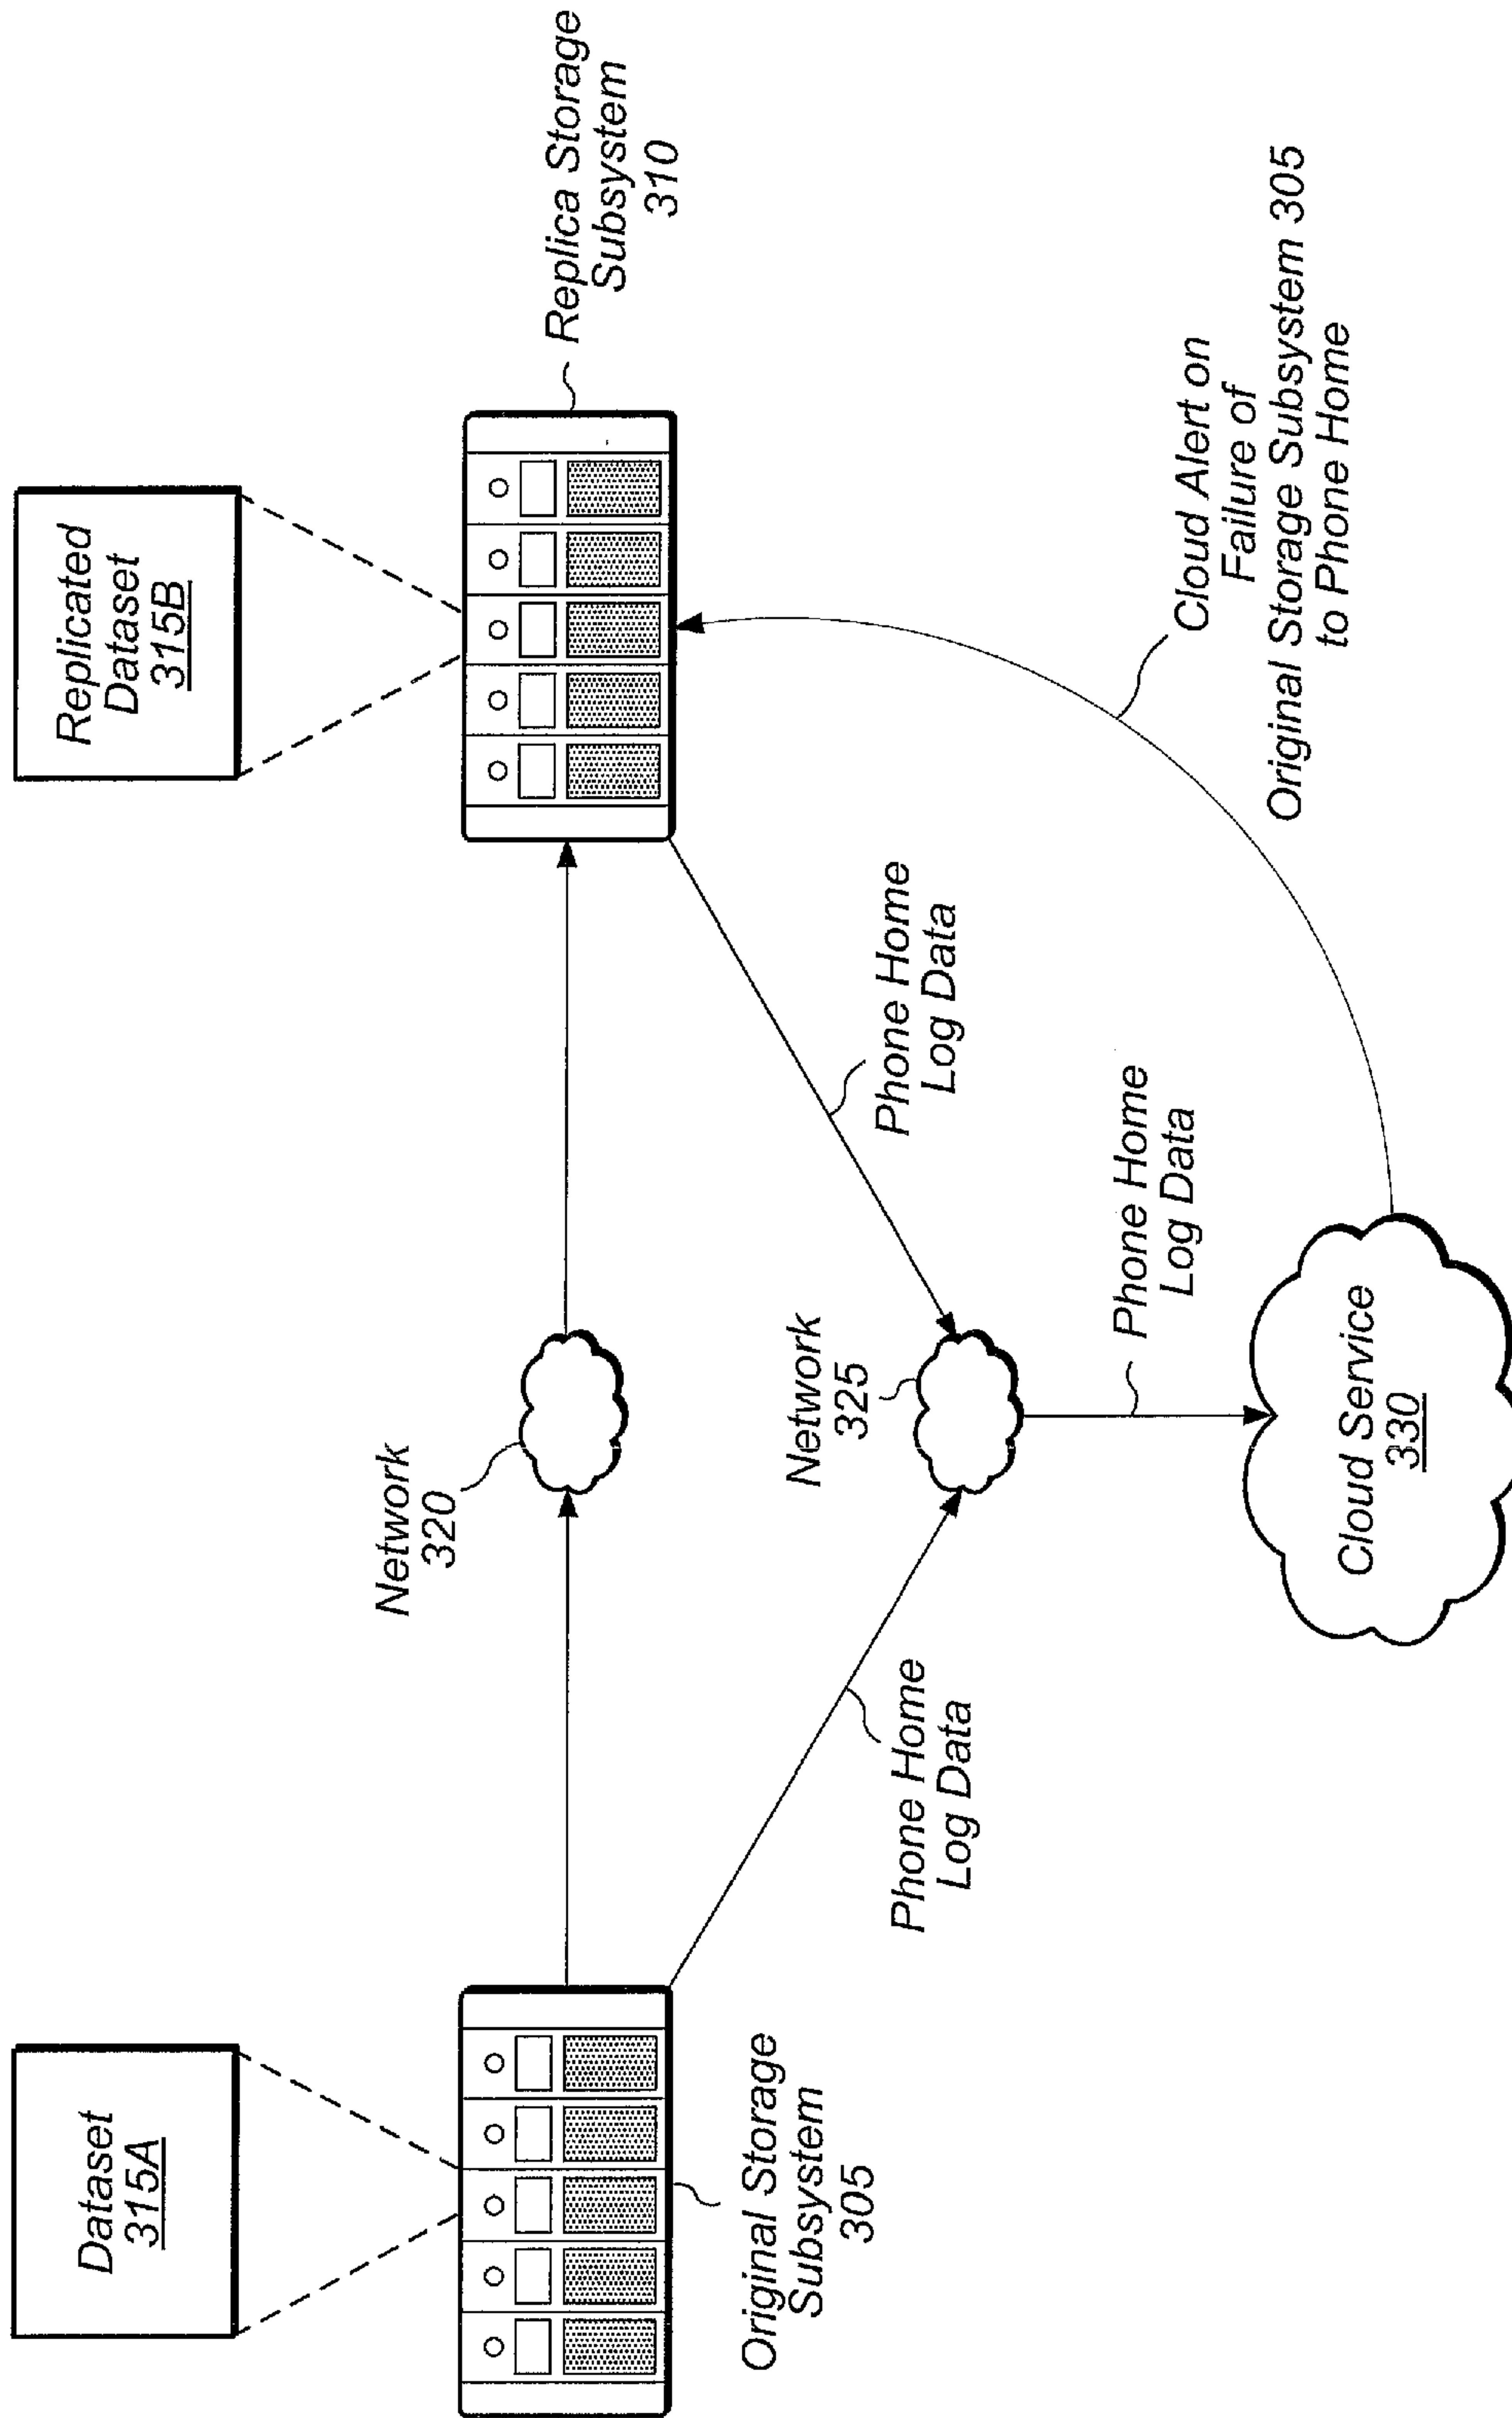 Dataset
315A
Replicated
Dataset
315B
Network
320
Replica Storage
Subsystem
310
Original Storage
Subsystem
305
Network
325
Phone Home
Log Data
Phone Home
Log Data
Phone Home
Log Data
Cloud Service
330
Cloud Alert on
Failure of
Original Storage Subsystem 305
to Phone Home